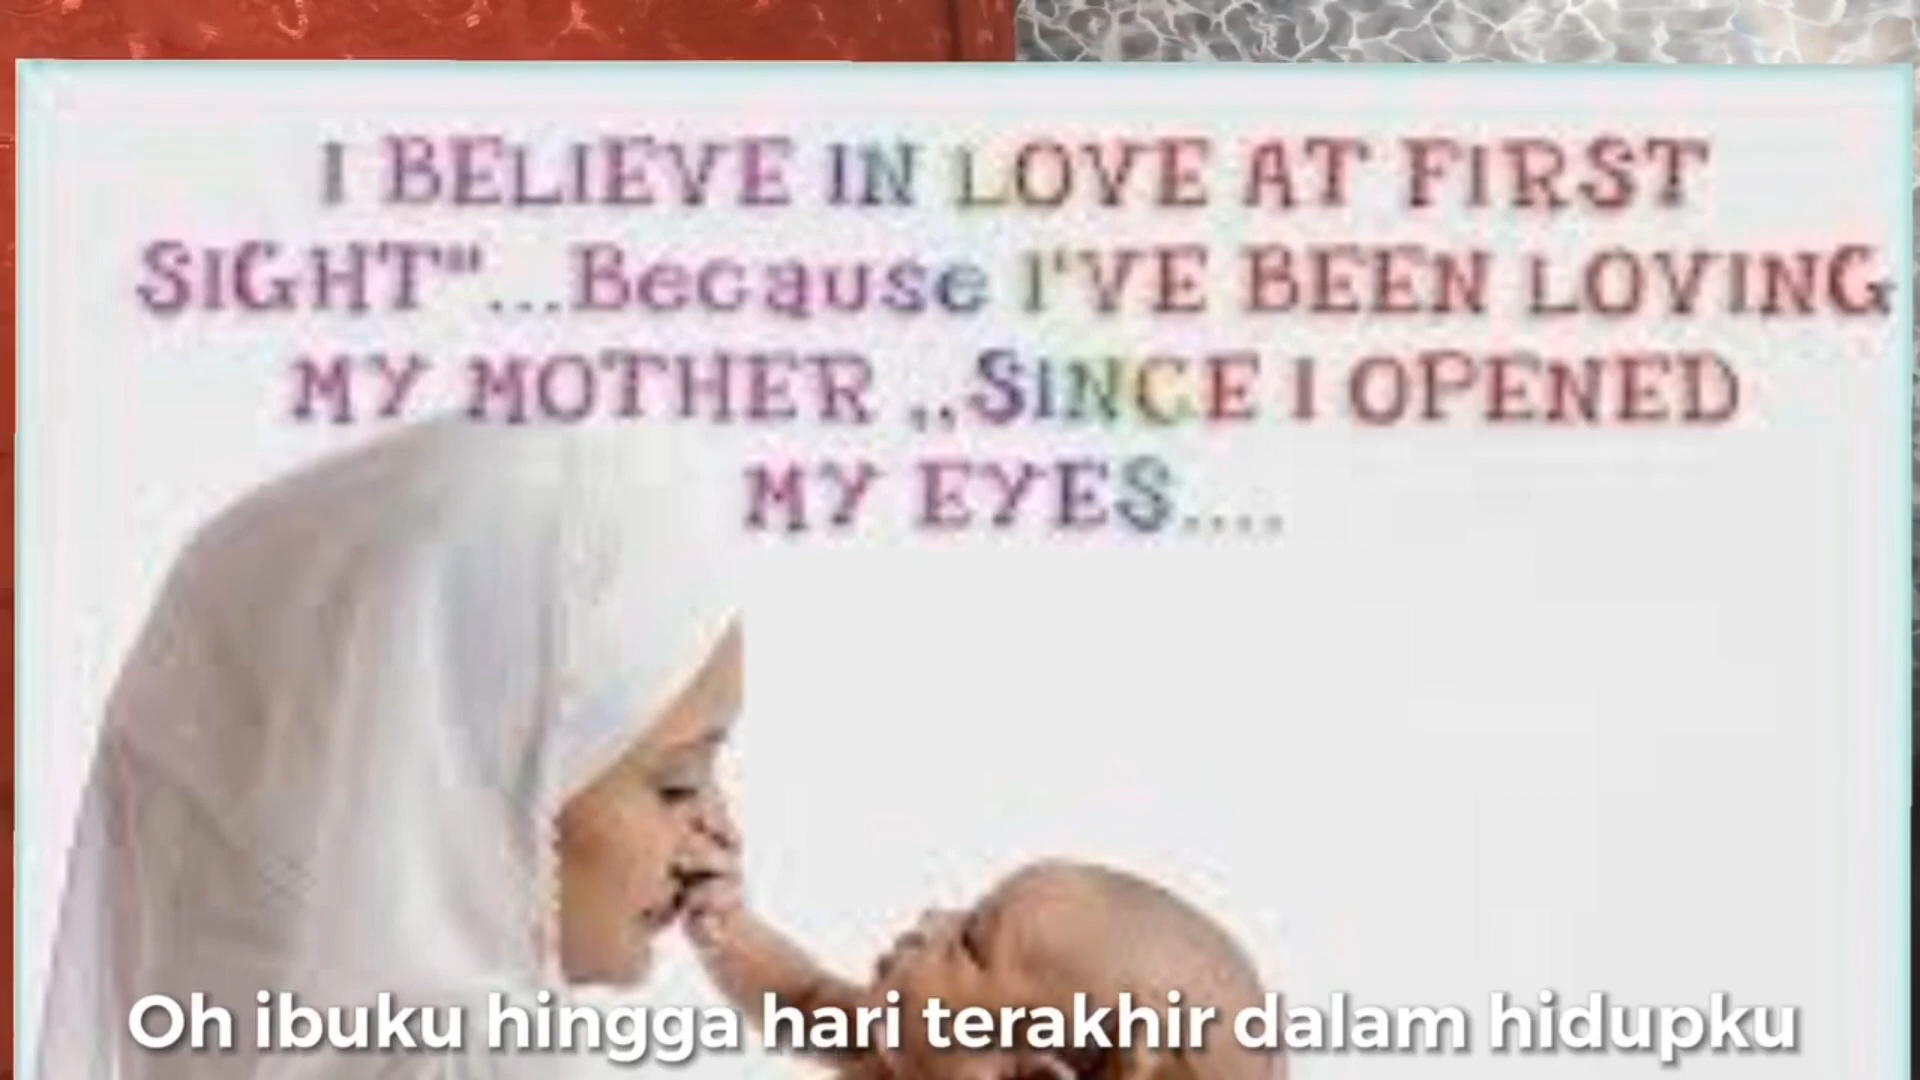 I BELIEVE IN LOVE AT FIRST
SIGHT"...Because I'VE BEEN LOVING
MY MOTHER ,,SINCE I OPENED
MY EYES....
Oh ibuku hingga hari terakhir dalam hidupku